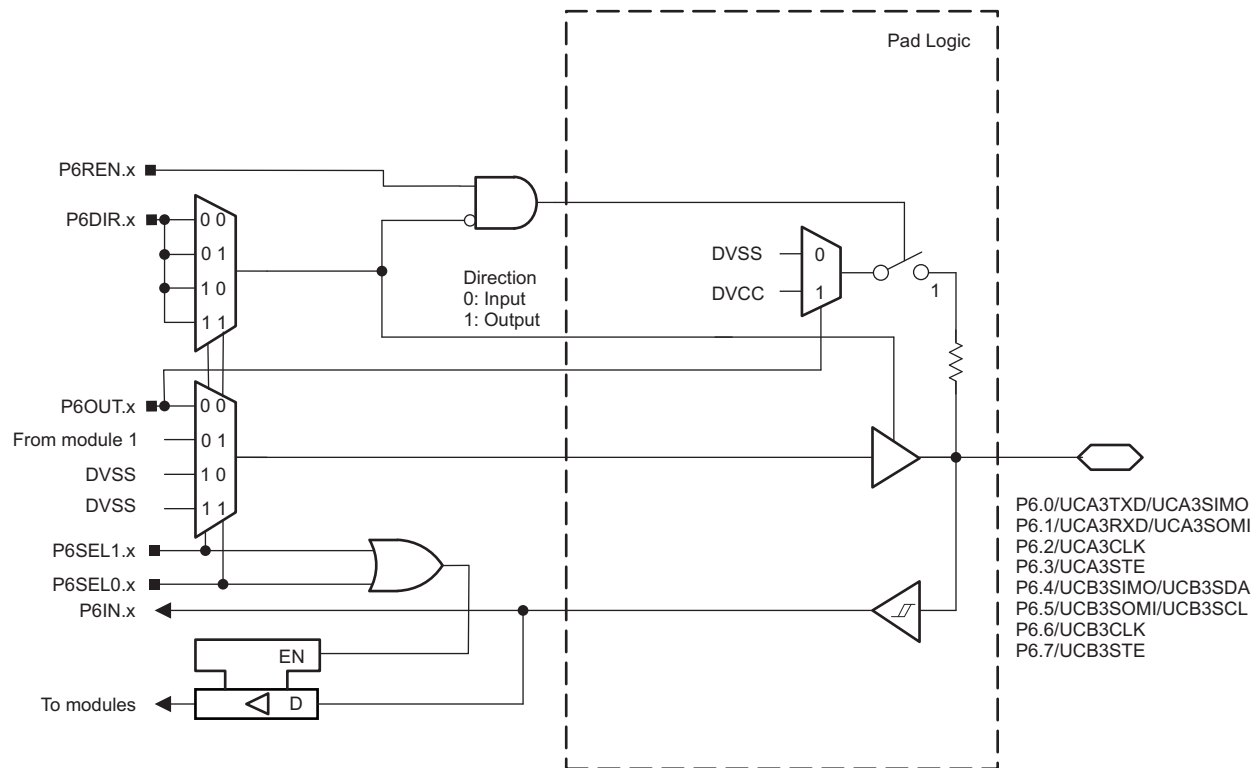 Pad Logic
P6REN.x
P6DIR.x
0 0
0 1
1 0
1 1
Direction
0: Input
1: Output
DVSS
0
DVCC
1
1
P6OUT.x
0 0
From module 1
0 1
DVSS
1 0
DVSS
1 1
P6SEL1.x
P6SEL0.x
P6IN.x
EN
To modules
D
P6.0/UCA3TXD/UCA3SIMO
P6.1/UCA3RXD/UCA3SOMI
P6.2/UCA3CLK
P6.3/UCA3STE
P6.4/UCB3SIMO/UCB3SDA
P6.5/UCB3SOMI/UCB3SCL
P6.6/UCB3CLK
P6.7/UCB3STE